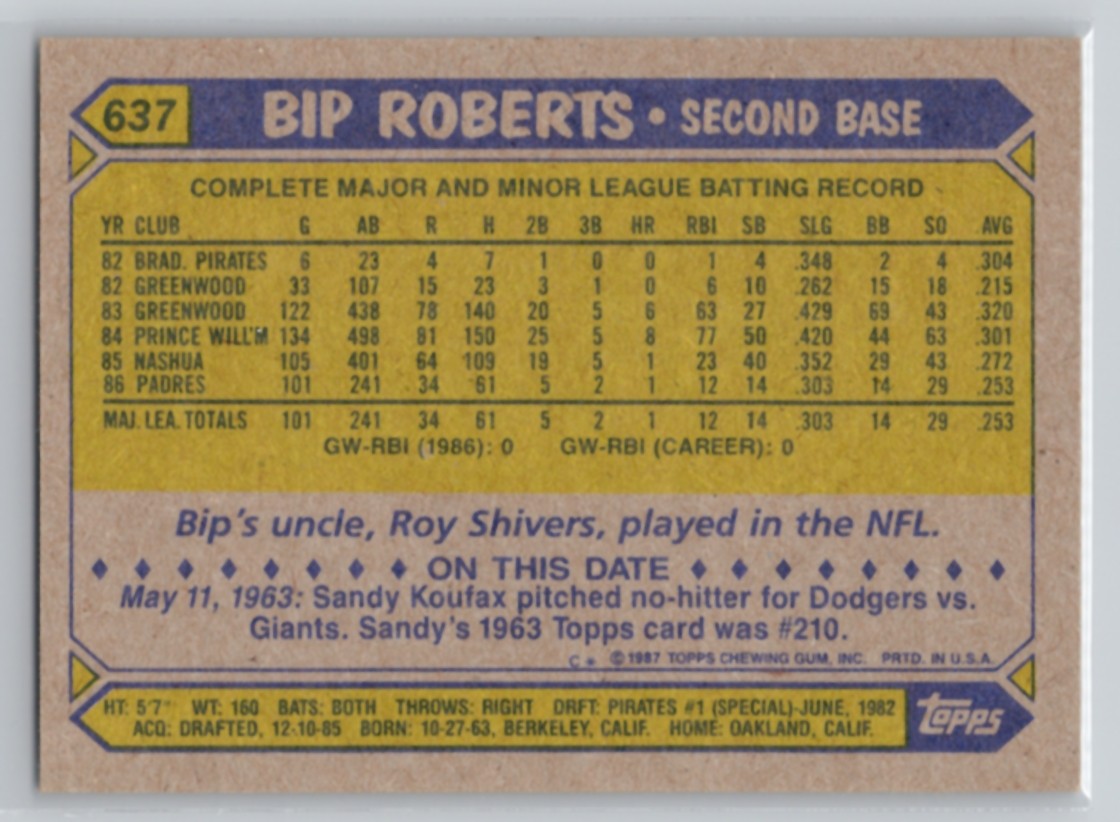 637 BIP ROBERTS • SECOND BASE
COMPLETE MAJOR AND MINOR LEAGUE BATTING RECORD
YR CLUB G AB R H 2B 3B HR RBI SB SLG BB SO AVG
82 BRAD. PIRATES 6 23 4 7 1 0 0 1 4 .348 2 4 .304
82 GREENWOOD 33 107 15 23 3 1 0 6 10 .262 15 18 .215
83 GREENWOOD 122 438 78 140 20 5 6 63 27 .429 69 43 .320
84 PRINCE WILL'M 134 498 81 150 25 5 8 77 50 .420 44 63 .301
85 NASHUA 105 401 64 109 19 5 1 23 40 .352 29 43 .272
86 PADRES 101 241 34 61 5 2 1 12 14 .303 14 29 .253
MAJ. LEA. TOTALS 101 241 34 61 5 2 1 12 14 .303 14 29 .253
GW-RBI (1986): 0 GW-RBI (CAREER): 0
Bip's uncle, Roy Shivers, played in the NFL.
♦ ♦ ♦ ♦ ♦ ♦ ♦ ♦ ON THIS DATE ♦ ♦ ♦ ♦ ♦ ♦ ♦ ♦
May 11, 1963: Sandy Koufax pitched no-hitter for Dodgers vs.
Giants. Sandy's 1963 Topps card was #210.
C* ©1987 TOPPS CHEWING GUM, INC. PRTD. IN U.S.A.
HT: 5'7" WT: 160 BATS: BOTH THROWS: RIGHT DRFT: PIRATES #1 (SPECIAL)-JUNE, 1982
ACQ: DRAFTED, 12-10-85 BORN: 10-27-63, BERKELEY, CALIF. HOME: OAKLAND, CALIF.
topps